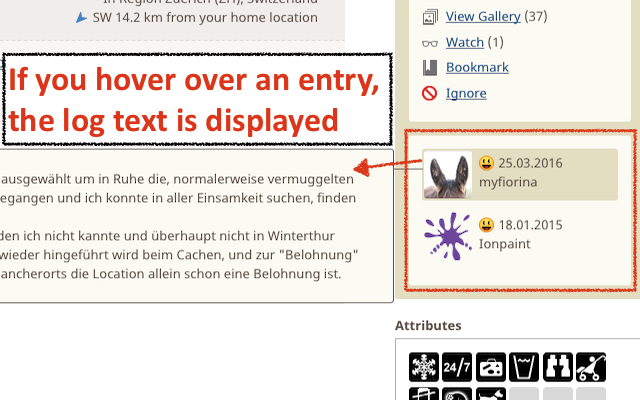 In Region Zuerich (ZH), Switzerland
SW 14.2 km from your home location
If you hover over an entry,
the log text is displayed
ausgewählt um in Ruhe die, normalerweise vermuggelten
egangen und ich konnte in aller Einsamkeit suchen, finden
den ich nicht kannte und überhaupt nicht in Winterthur
wieder hingeführt wird beim Cachen, und zur "Belohnung"
ancherorts die Location allein schon eine Belohnung ist.
View Gallery (37)
Watch (1)
Bookmark
Ignore
25.03.2016
myfiorina
18.01.2015
Ionpaint
Attributes
24/7